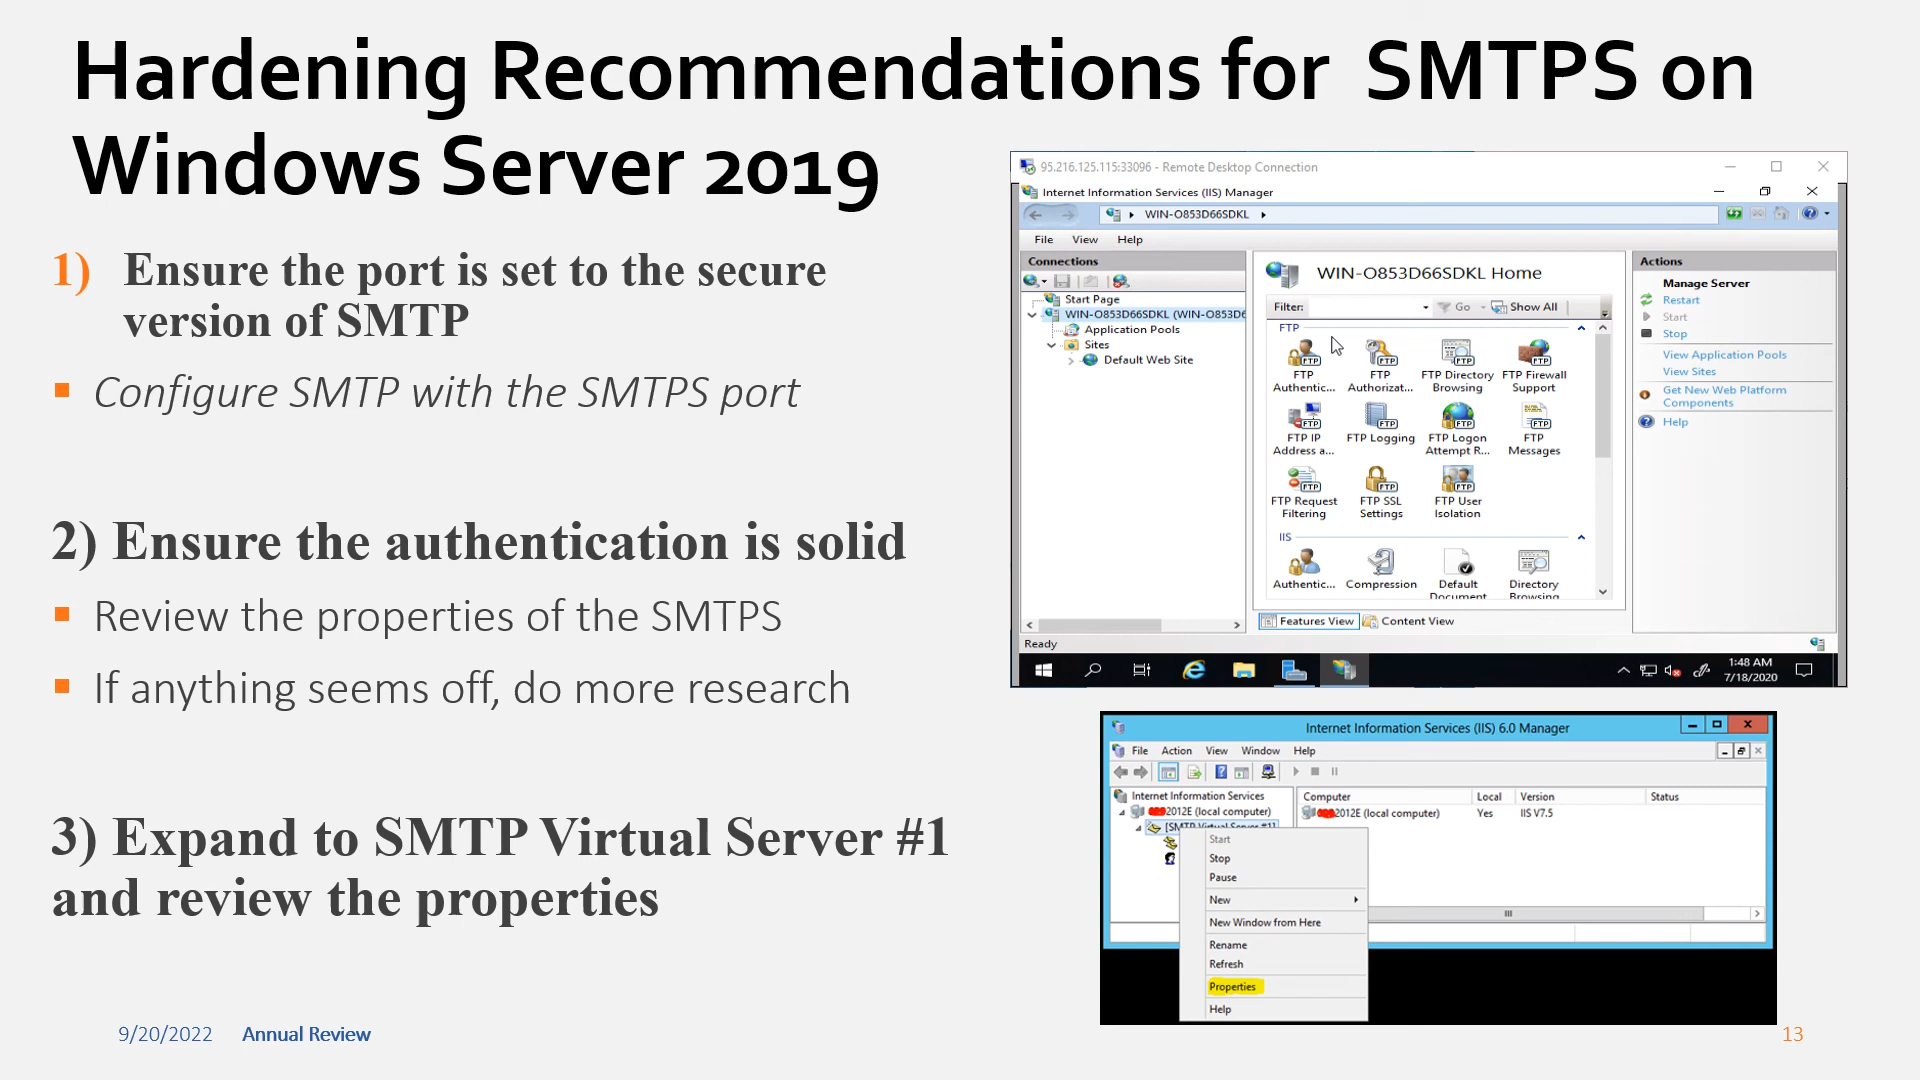 Hardening Recommendations for  SMTPS on
Windows Server 2019
1) Ensure the port is set to the secure
version of SMTP
Configure SMTP with the SMTPS port
2) Ensure the authentication is solid
Review the properties of the SMTPS
If anything seems off, do more research
3) Expand to SMTP Virtual Server #1
and review the properties
95.216.125.115:33096 - Remote Desktop Connection
Internet Information Services (IIS) Manager
WIN-O853D66SDKL
File View Help
Connections
Start Page
WIN-O853D66SDKL (WIN-O853D6
Application Pools
Sites
Default Web Site
WIN-O853D66SDKL Home
Filter: Go Show All
FTP
FTP
Authentic...
FTP
Authorizat...
FTP Directory
Browsing
FTP Firewall
Support
FTP IP
Address a...
FTP Logging
FTP Logon
Attempt R...
FTP
Messages
FTP Request
Filtering
FTP SSL
Settings
FTP User
Isolation
IIS
Authentic...
Compression
Default
Document
Directory
Browsing
Features View Content View
Actions
Manage Server
Restart
Start
Stop
View Application Pools
View Sites
Get New Web Platform
Components
Help
Ready
1:48 AM
7/18/2020
Internet Information Services (IIS) 6.0 Manager
File Action View Window Help
Internet Information Services
2012E (local computer)
[SMTP Virtual Server #1]
Computer Local Version Status
2012E (local computer) Yes IIS V7.5
Start
Stop
Pause
New
New Window from Here
Rename
Refresh
Properties
Help
9/20/2022 Annual Review
13